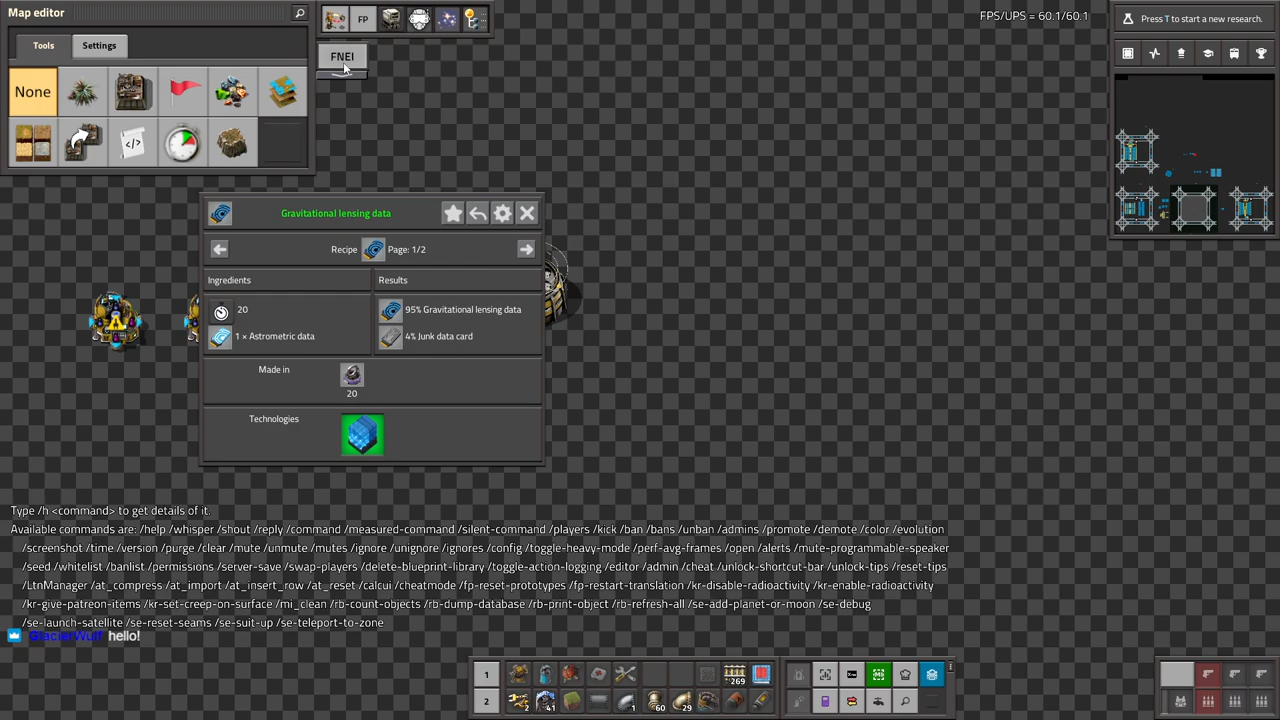 Map editor
FP
FPS/UPS = 60.1/60.1
Press T to start a new research.
Tools
Settings
FNEI
None
Gravitational lensing data
Recipe
Page: 1/2
Ingredients
Results
20
95% Gravitational lensing data
1 × Astrometric data
4% Junk data card
Made in
20
Technologies
Type /h <command> to get details of it.
Available commands are: /help /whisper /shout /reply /command /measured-command /silent-command /players /kick /ban /bans /unban /admins /promote /demote /color /evolution
/screenshot /time /version /purge /clear /mute /unmute /mutes /ignore /unignore /ignores /config /toggle-heavy-mode /perf-avg-frames /open /alerts /mute-programmable-speaker
/seed /whitelist /banlist /permissions /server-save /swap-players /delete-blueprint-library /toggle-action-logging /editor /admin /cheat /unlock-shortcut-bar /unlock-tips /reset-tips
/LtnManager /at_compress /at_import /at_insert_row /at_reset /calcui /cheatmode /fp-reset-prototypes /fp-restart-translation /kr-disable-radioactivity /kr-enable-radioactivity
/kr-give-patreon-items /kr-set-creep-on-surface /mi_clean /rb-count-objects /rb-dump-database /rb-print-object /rb-refresh-all /se-add-planet-or-moon /se-debug
/se-launch-satellite /se-reset-seams /se-suit-up /se-teleport-to-zone
GlacierWulf hello!
1
269
2
41
1
60
29